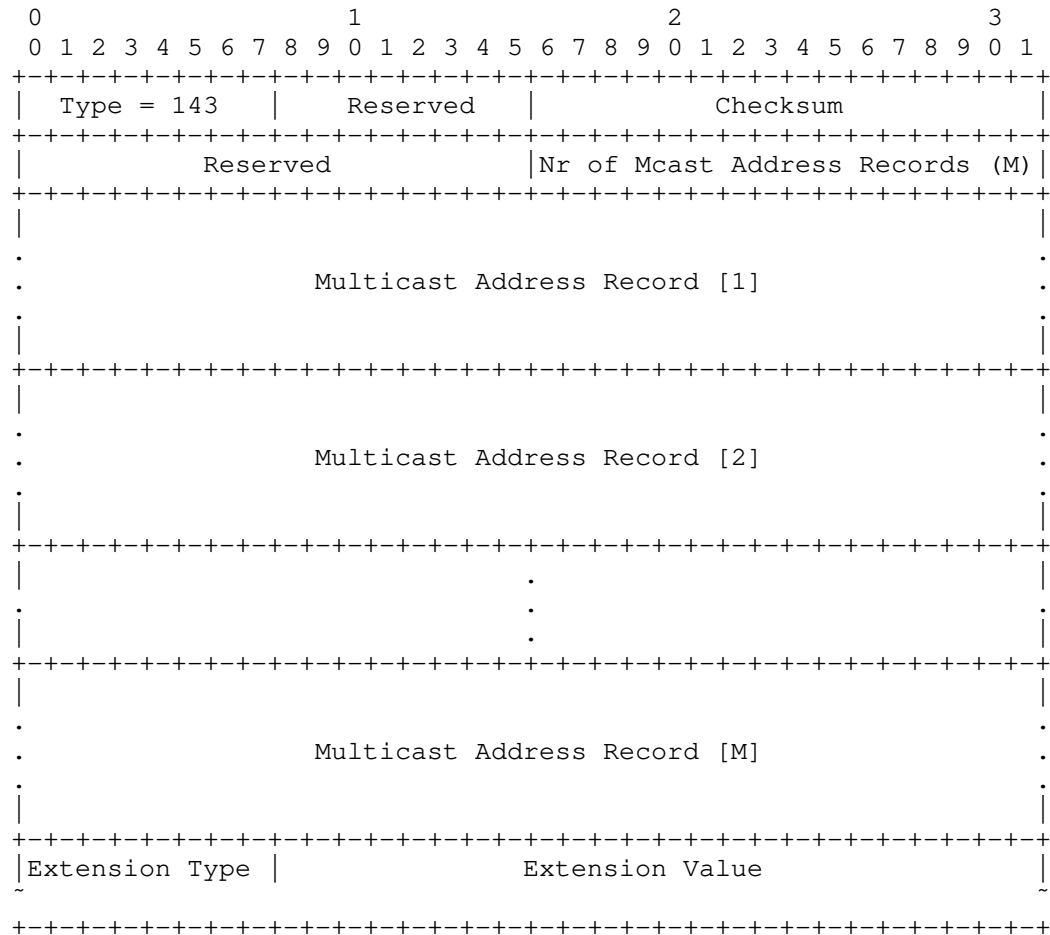 0                   1                   2                   3
0 1 2 3 4 5 6 7 8 9 0 1 2 3 4 5 6 7 8 9 0 1 2 3 4 5 6 7 8 9 0 1
+-+-+-+-+-+-+-+-+-+-+-+-+-+-+-+-+-+-+-+-+-+-+-+-+-+-+-+-+-+-+-+-+
|  Type = 143   |    Reserved   |           Checksum            |
+-+-+-+-+-+-+-+-+-+-+-+-+-+-+-+-+-+-+-+-+-+-+-+-+-+-+-+-+-+-+-+-+
|           Reserved            |Nr of Mcast Address Records (M)|
+-+-+-+-+-+-+-+-+-+-+-+-+-+-+-+-+-+-+-+-+-+-+-+-+-+-+-+-+-+-+-+-+
|                                                               |
.                                                               .
.                  Multicast Address Record [1]                 .
.                                                               .
|                                                               |
+-+-+-+-+-+-+-+-+-+-+-+-+-+-+-+-+-+-+-+-+-+-+-+-+-+-+-+-+-+-+-+-+
|                                                               |
.                                                               .
.                  Multicast Address Record [2]                 .
.                                                               .
|                                                               |
+-+-+-+-+-+-+-+-+-+-+-+-+-+-+-+-+-+-+-+-+-+-+-+-+-+-+-+-+-+-+-+-+
|                               .                               |
.                               .                               .
|                               .                               |
+-+-+-+-+-+-+-+-+-+-+-+-+-+-+-+-+-+-+-+-+-+-+-+-+-+-+-+-+-+-+-+-+
|                                                               |
.                                                               .
.                  Multicast Address Record [M]                 .
.                                                               .
|                                                               |
+-+-+-+-+-+-+-+-+-+-+-+-+-+-+-+-+-+-+-+-+-+-+-+-+-+-+-+-+-+-+-+-+
|Extension Type |               Extension Value                 |
~                                                               ~
+-+-+-+-+-+-+-+-+-+-+-+-+-+-+-+-+-+-+-+-+-+-+-+-+-+-+-+-+-+-+-+-+